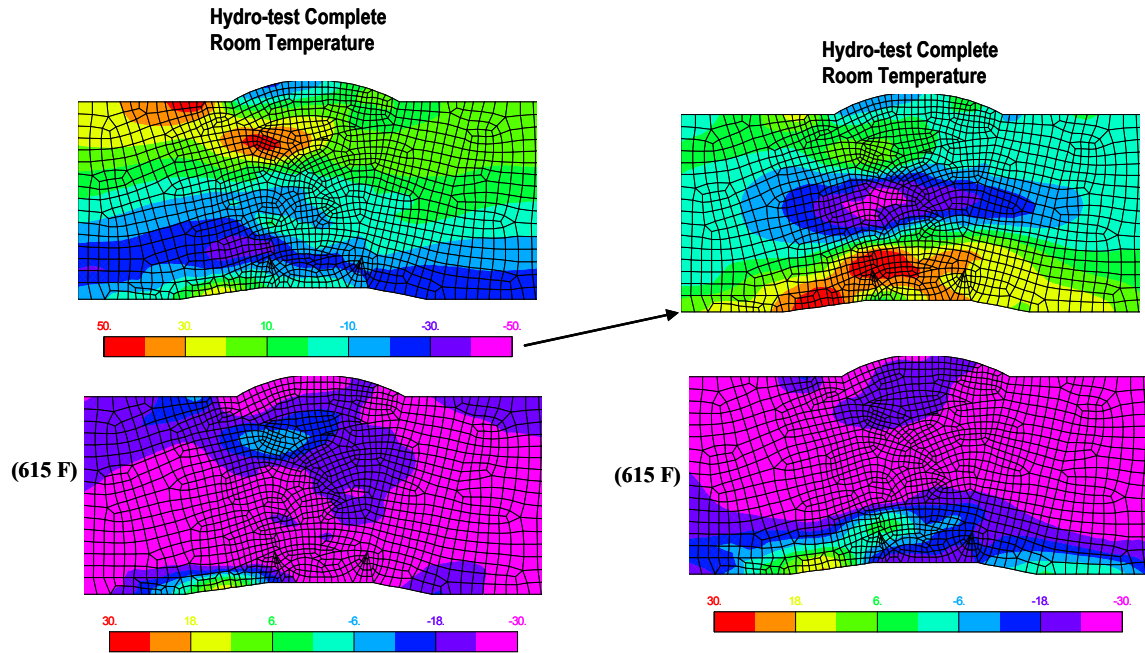 Hydro-test Complete
Room Temperature
Hydro-test Complete
Room Temperature
50. 30. 10. -10. -30. -50.
(615 F)
(615 F)
30. 18. 6. -6. -18. -30.
30. 18. 6. -6. -18. -30.